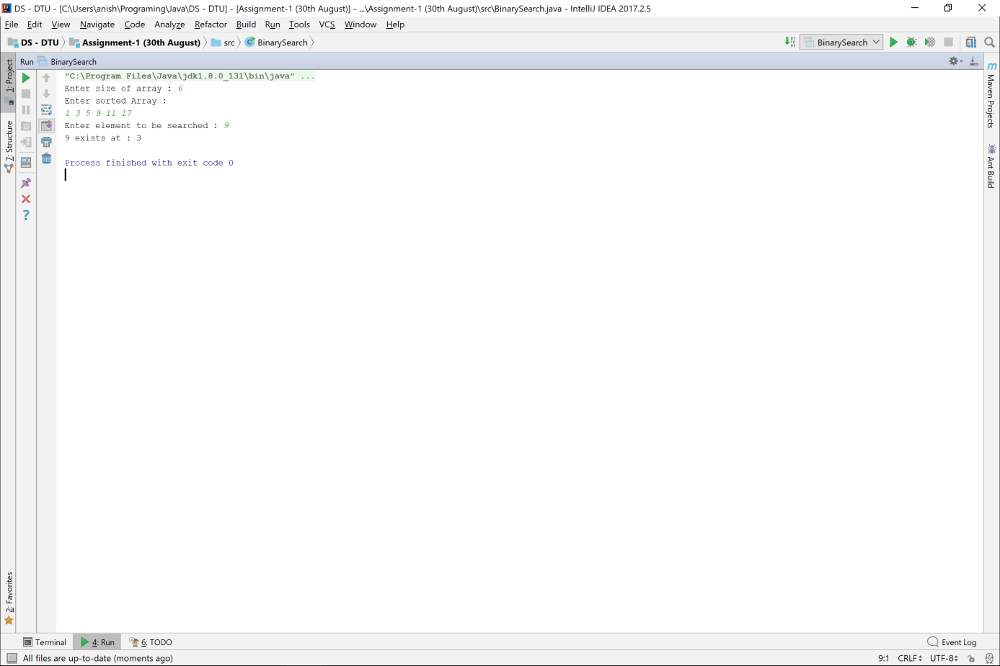 DS - DTU - [C:\Users\anish\Programing\Java\DS - DTU] - [Assignment-1 (30th August)] - ...\Assignment-1 (30th August)\src\BinarySearch.java - IntelliJ IDEA 2017.2.5
File Edit View Navigate Code Analyze Refactor Build Run Tools VCS Window Help
DS - DTU Assignment-1 (30th August) src BinarySearch BinarySearch
Run BinarySearch
1: Project
7: Structure
2: Favorites
"C:\Program Files\Java\jdk1.8.0_131\bin\java" ...
Enter size of array : 6
Enter sorted Array :
1 3 5 9 11 17
Enter element to be searched : 9
9 exists at : 3
Process finished with exit code 0
Maven Projects
Ant Build
Terminal 4: Run 6: TODO Event Log
All files are up-to-date (moments ago) 9:1 CRLF UTF-8